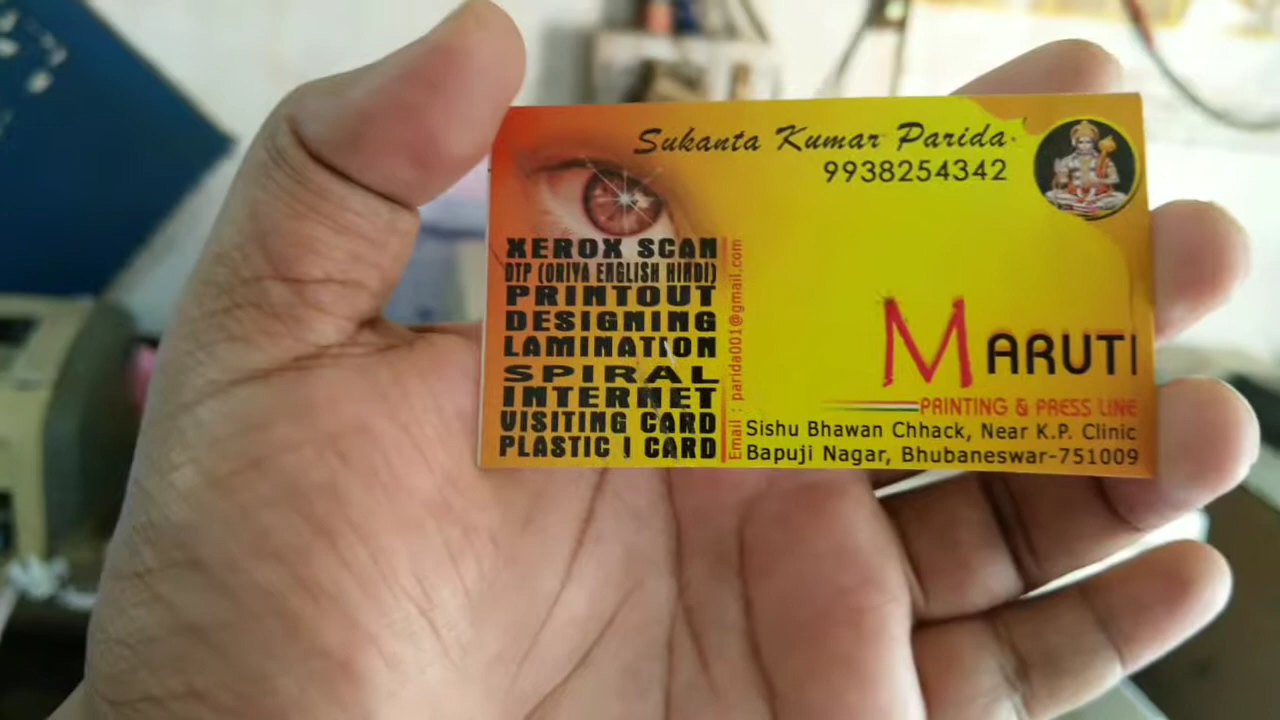 Sukanta Kumar Parida
9938254342
XEROX SCAN
DTP (ORIYA ENGLISH HINDI)
PRINTOUT
DESIGNING
LAMINATION
SPIRAL
INTERNET
VISITING CARD
PLASTIC I CARD
Email : parida001@gmail.com
MARUTI
PRINTING & PRESS LINE
Sishu Bhawan Chhack, Near K.P. Clinic
Bapuji Nagar, Bhubaneswar-751009